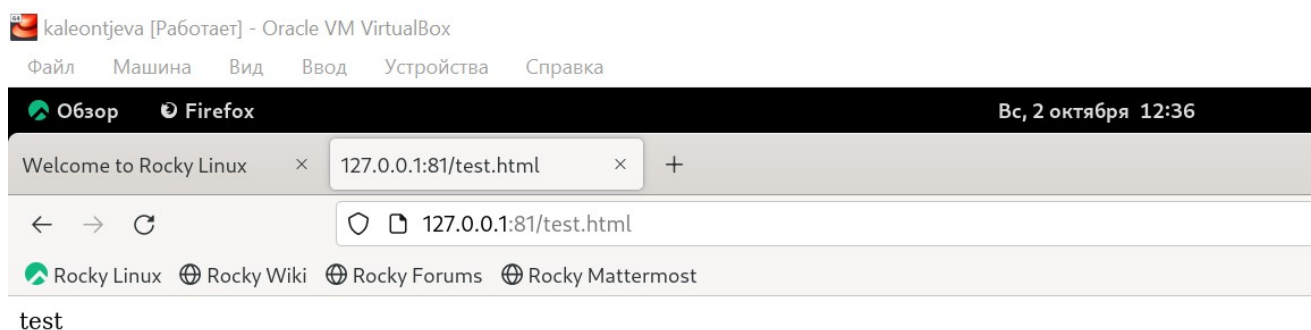 kaleontjeva [Работает] - Oracle VM VirtualBox
Файл Машина Вид Ввод Устройства Справка
Обзор Firefox Вс, 2 октября 12:36
Welcome to Rocky Linux × 127.0.0.1:81/test.html × +
127.0.0.1:81/test.html
Rocky Linux Rocky Wiki Rocky Forums Rocky Mattermost
test